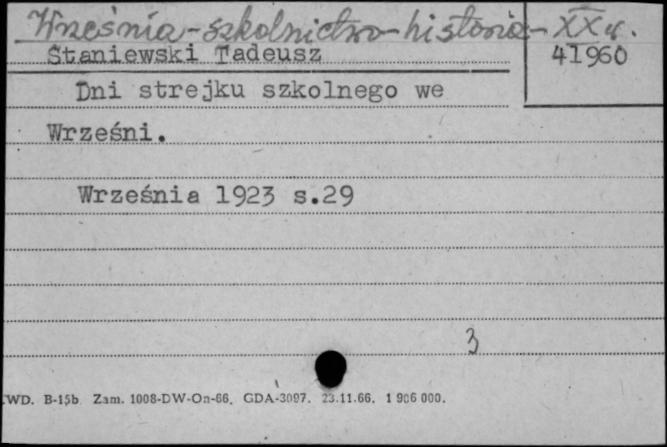 Września-szkolnictwo-historia-XX w.
Staniewski Tadeusz
41960
Dni strejku szkolnego we
Wrześni.
Września 1923 s.29
3
WD. B-15b Zam. 1008-DW-On-66. GDA-3097. 23.11.66. 1 906 000.